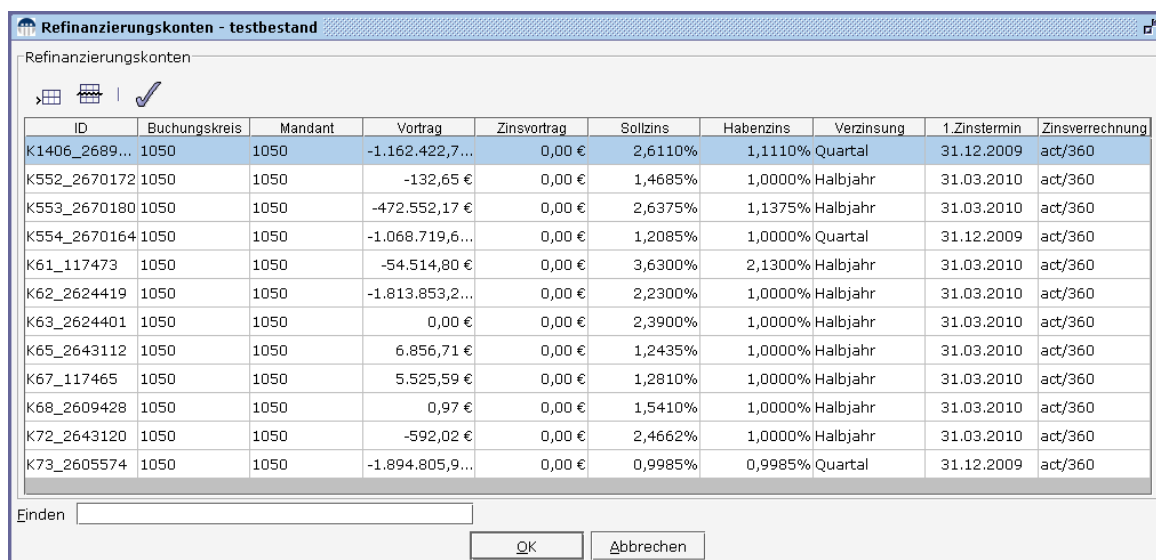 Refinanzierungskonten - testbestand
Refinanzierungskonten
ID Buchungskreis Mandant Vortrag Zinsvortrag Sollzins Habenzins Verzinsung 1.Zinstermin Zinsverrechnung
K1406_2689... 1050 1050 -1.162.422,7... 0,00 € 2,6110% 1,1110% Quartal 31.12.2009 act/360
K552_2670172 1050 1050 -132,65 € 0,00 € 1,4685% 1,0000% Halbjahr 31.03.2010 act/360
K553_2670180 1050 1050 -472.552,17 € 0,00 € 2,6375% 1,1375% Halbjahr 31.03.2010 act/360
K554_2670164 1050 1050 -1.068.719,6... 0,00 € 1,2085% 1,0000% Quartal 31.12.2009 act/360
K61_117473 1050 1050 -54.514,80 € 0,00 € 3,6300% 2,1300% Halbjahr 31.03.2010 act/360
K62_2624419 1050 1050 -1.813.853,2... 0,00 € 2,2300% 1,0000% Halbjahr 31.03.2010 act/360
K63_2624401 1050 1050 0,00 € 0,00 € 2,3900% 1,0000% Halbjahr 31.03.2010 act/360
K65_2643112 1050 1050 6.856,71 € 0,00 € 1,2435% 1,0000% Halbjahr 31.03.2010 act/360
K67_117465 1050 1050 5.525,59 € 0,00 € 1,2810% 1,0000% Halbjahr 31.03.2010 act/360
K68_2609428 1050 1050 0,97 € 0,00 € 1,5410% 1,0000% Halbjahr 31.03.2010 act/360
K72_2643120 1050 1050 -592,02 € 0,00 € 2,4662% 1,0000% Halbjahr 31.03.2010 act/360
K73_2605574 1050 1050 -1.894.805,9... 0,00 € 0,9985% 0,9985% Quartal 31.12.2009 act/360
Finden
OK Abbrechen